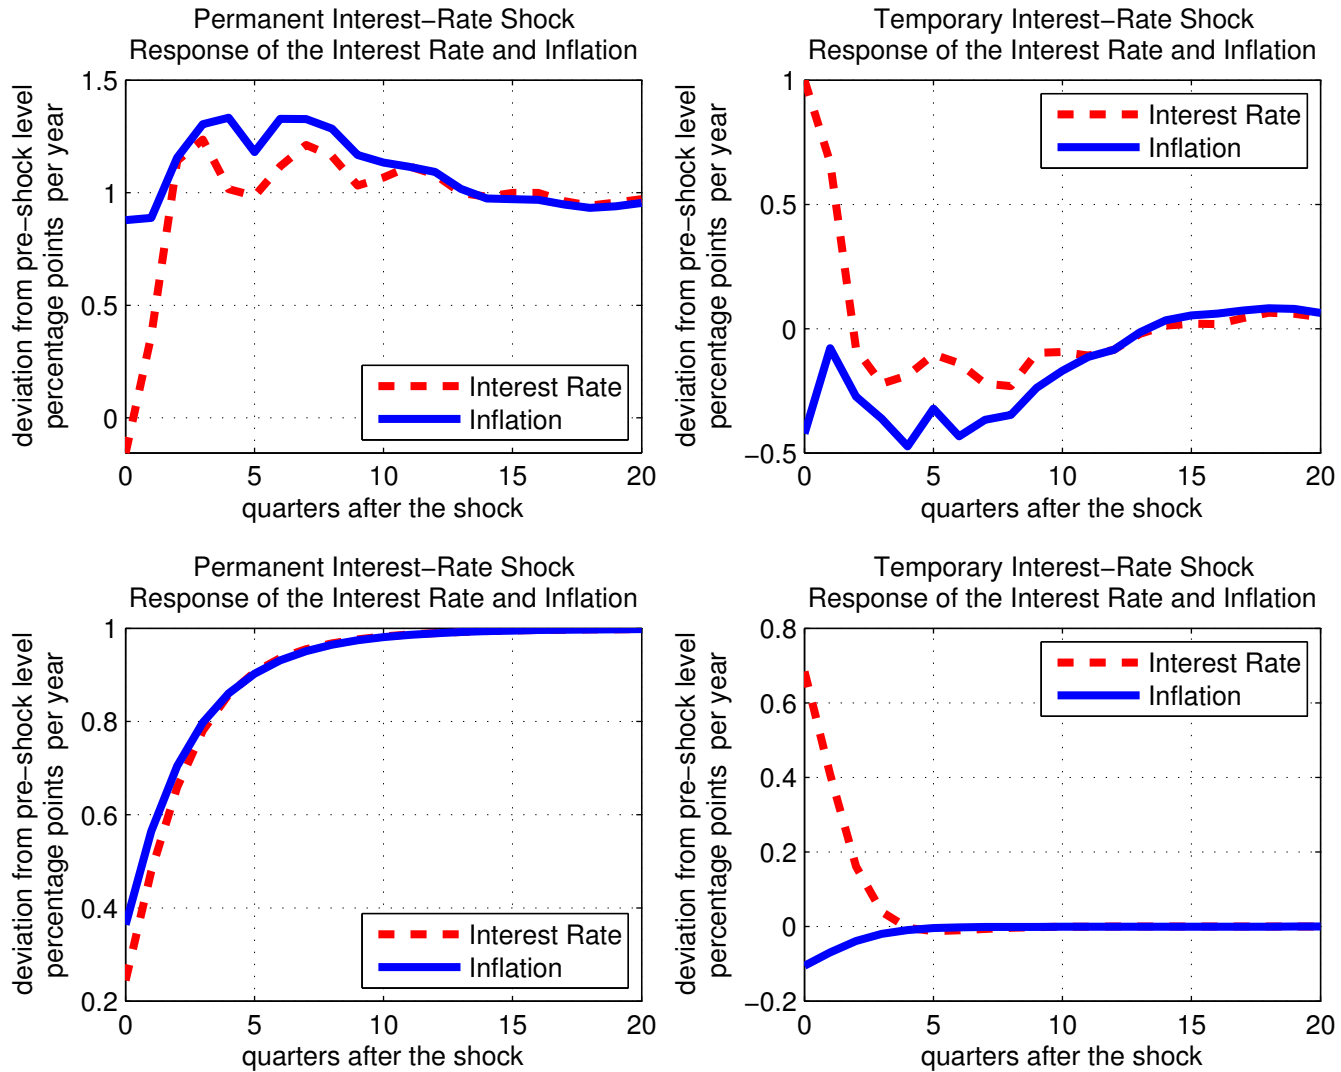 Permanent Interest−Rate Shock
Response of the Interest Rate and Inflation
deviation from pre−shock level
percentage points per year
1.5
1
0.5
0
Interest Rate
Inflation
0 5 10 15 20
quarters after the shock
Temporary Interest−Rate Shock
Response of the Interest Rate and Inflation
deviation from pre−shock level
percentage points per year
1
0.5
0
−0.5
Interest Rate
Inflation
0 5 10 15 20
quarters after the shock
Permanent Interest−Rate Shock
Response of the Interest Rate and Inflation
deviation from pre−shock level
percentage points per year
1
0.8
0.6
0.4
0.2
Interest Rate
Inflation
0 5 10 15 20
quarters after the shock
Temporary Interest−Rate Shock
Response of the Interest Rate and Inflation
deviation from pre−shock level
percentage points per year
0.8
0.6
0.4
0.2
0
−0.2
Interest Rate
Inflation
0 5 10 15 20
quarters after the shock